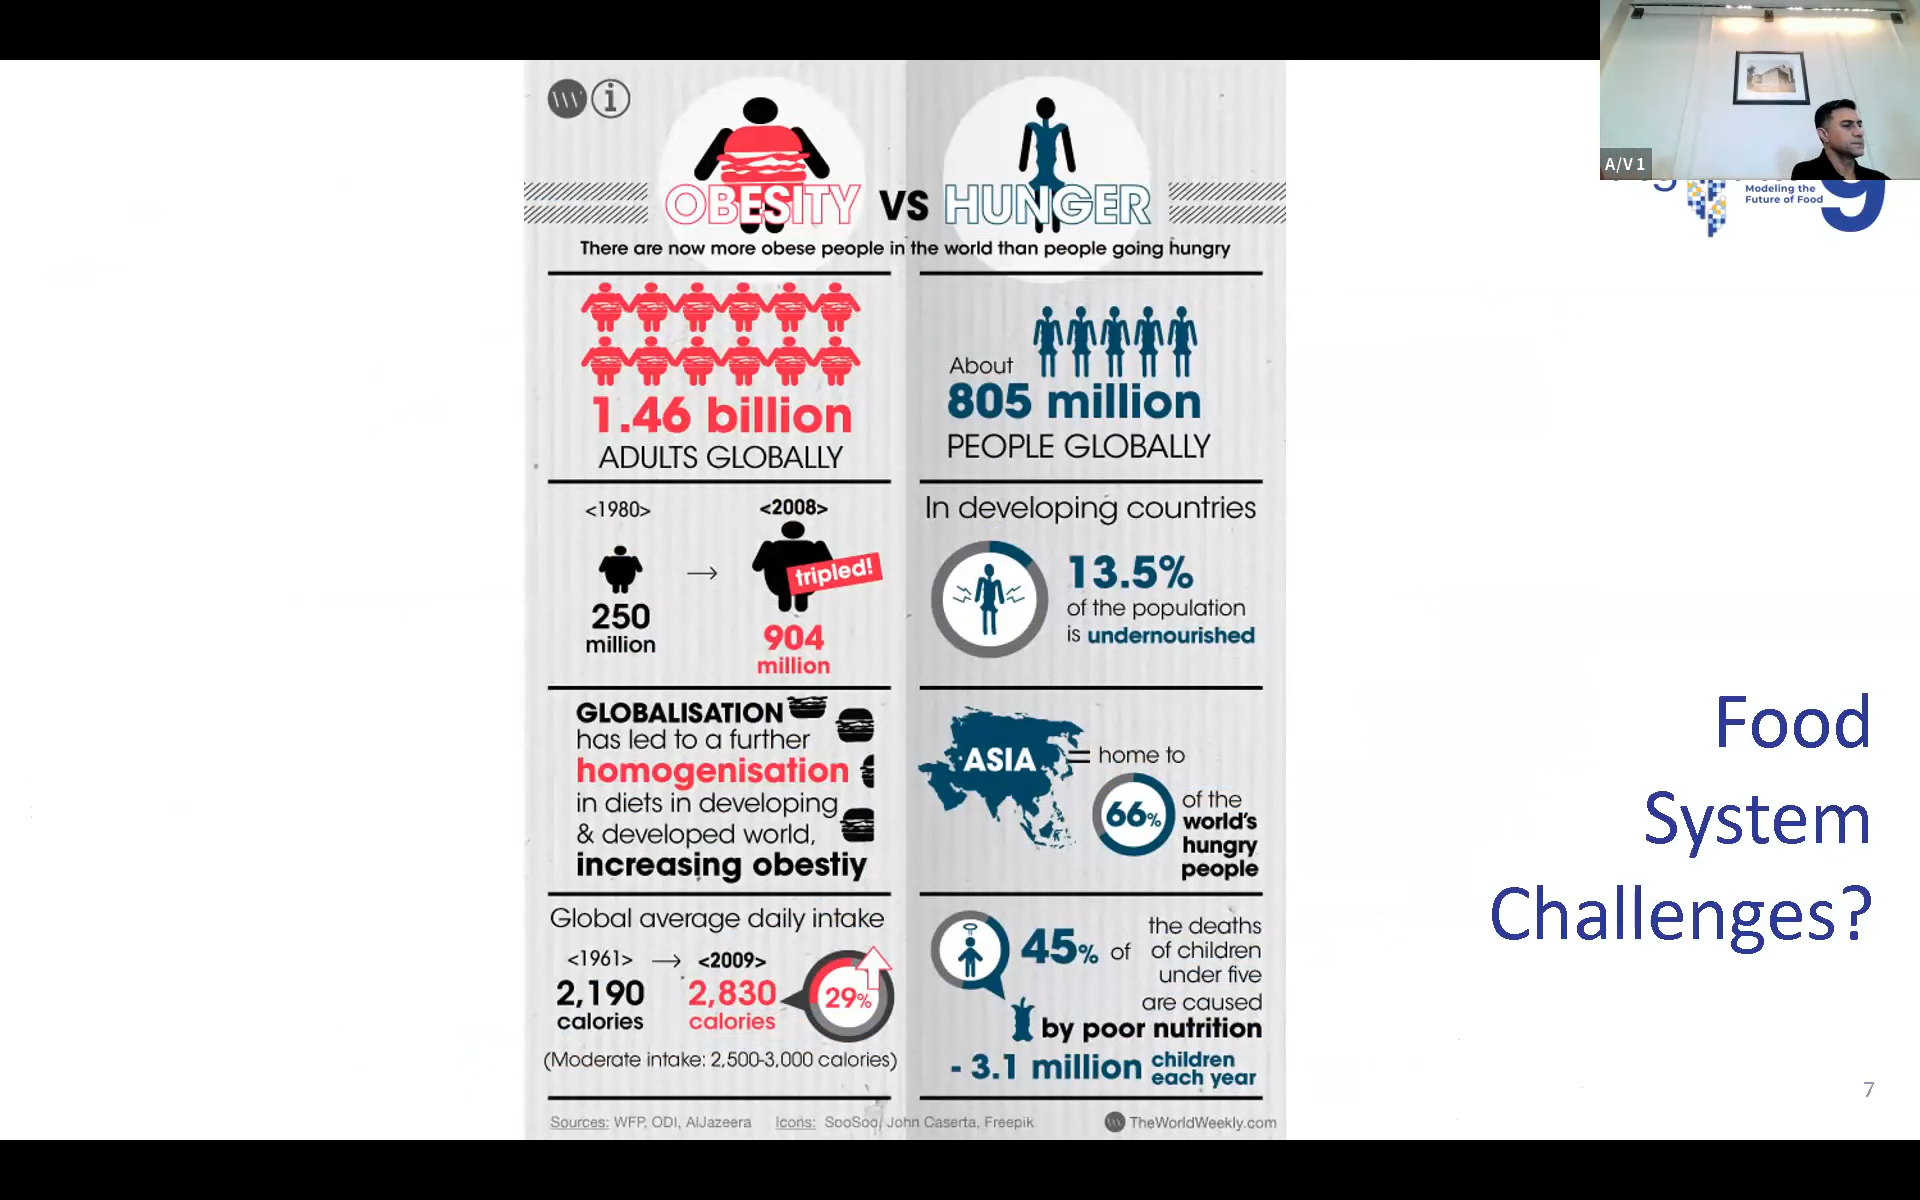 A/V 1
Modeling the
Future of Food
9
OBESITY VS HUNGER
There are now more obese people in the world than people going hungry
1.46 billion
ADULTS GLOBALLY
<1980>
250
million
<2008>
tripled!
904
million
GLOBALISATION
has led to a further
homogenisation
in diets in developing
& developed world,
increasing obestiy
Global average daily intake
<1961>
2,190
calories
<2009>
2,830
calories
29%
(Moderate intake: 2,500-3,000 calories)
About
805 million
PEOPLE GLOBALLY
In developing countries
13.5%
of the population
is undernourished
ASIA = home to
66% of the
world's
hungry
people
45% of the deaths
of children
under five
are caused
by poor nutrition
- 3.1 million children
each year
Sources: WFP, ODI, AlJazeera Icons: SooSoo, John Caserta, Freepik
TheWorldWeekly.com
Food
System
Challenges?
7